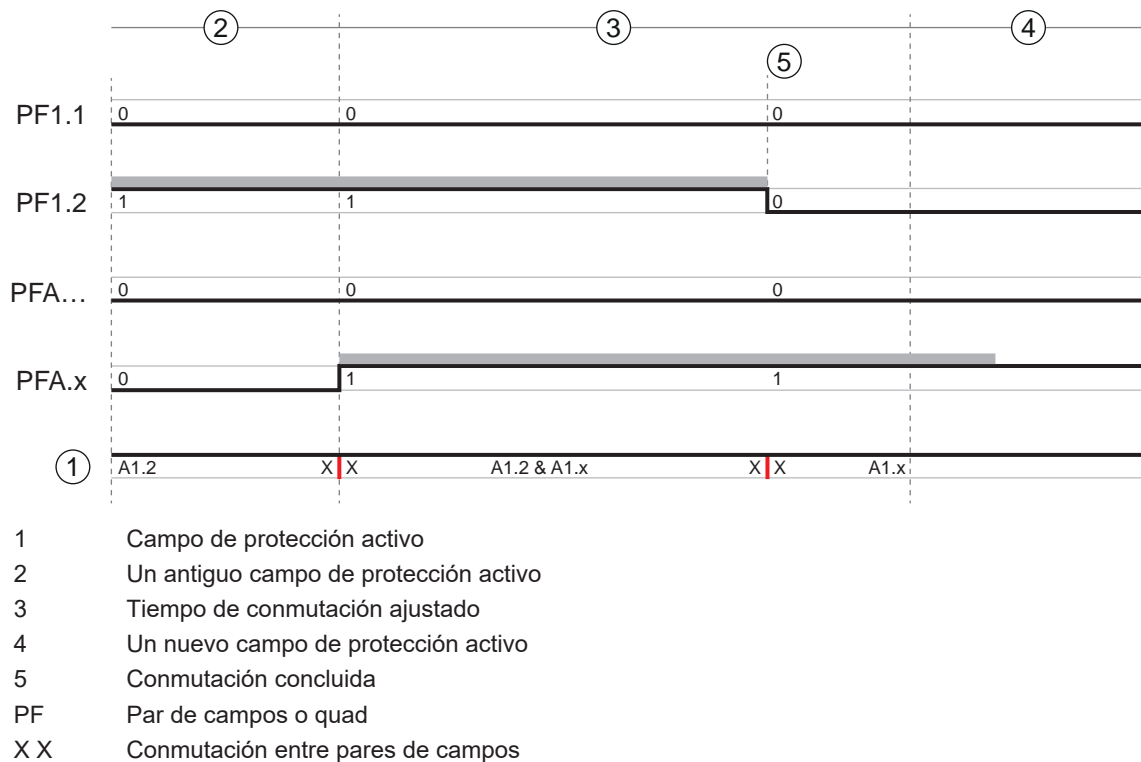 2 3 4
5
PF1.1 0 0 0
PF1.2 1 1 0
PFA… 0 0 0
PFA.x 0 1 1
1 A1.2 X X A1.2 & A1.x X X A1.x
1 Campo de protección activo
2 Un antiguo campo de protección activo
3 Tiempo de conmutación ajustado
4 Un nuevo campo de protección activo
5 Conmutación concluida
PF Par de campos o quad
X X Conmutación entre pares de campos